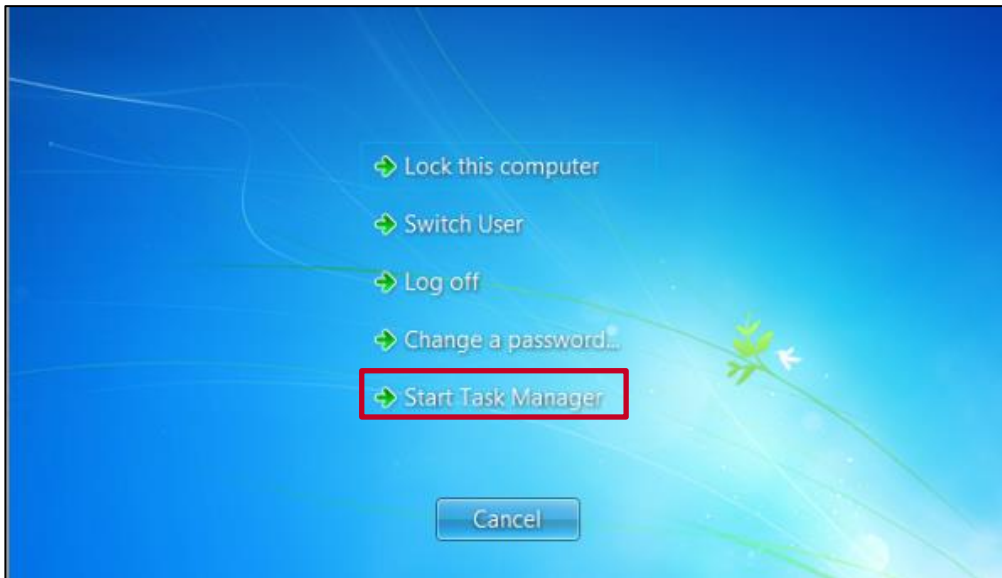 Lock this computer
Switch User
Log off
Change a password...
Start Task Manager
Cancel